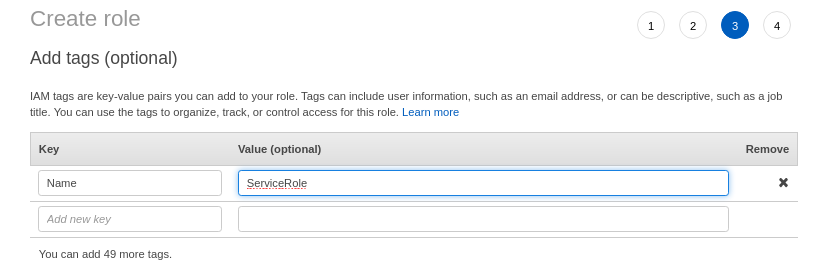 Create role
1 2 3 4
Add tags (optional)
IAM tags are key-value pairs you can add to your role. Tags can include user information, such as an email address, or can be descriptive, such as a job
title. You can use the tags to organize, track, or control access for this role. Learn more
Key Value (optional) Remove
Name ServiceRole
Add new key
You can add 49 more tags.